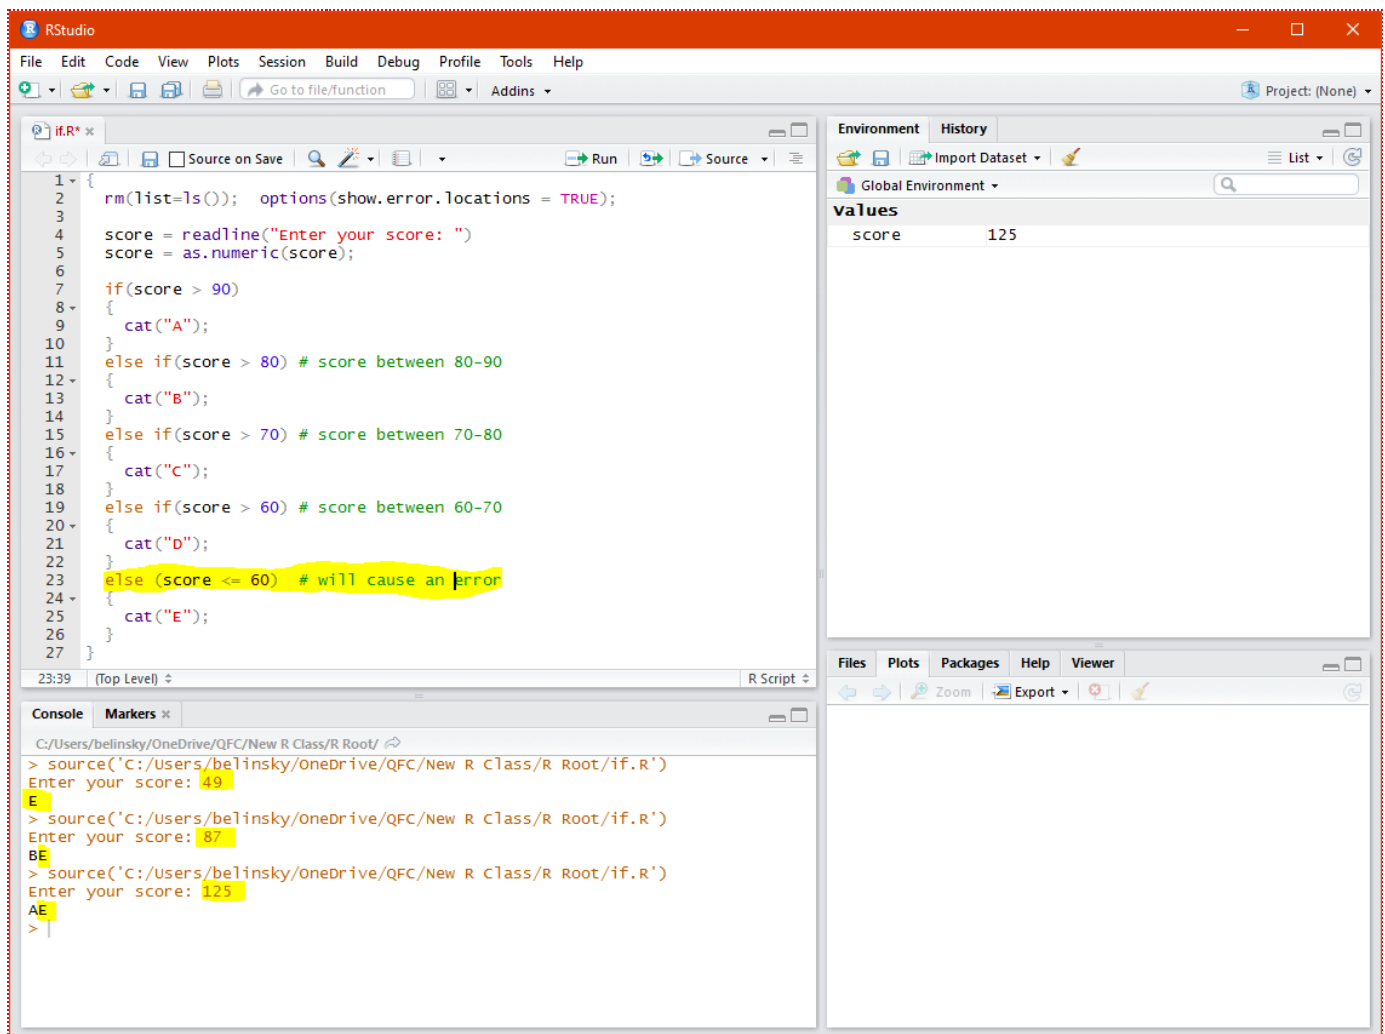 RStudio
File Edit Code View Plots Session Build Debug Profile Tools Help
Go to file/function Addins Project: (None)
if.R*
Source on Save Run Source
1 {
2 rm(list=ls()); options(show.error.locations = TRUE);
3
4 score = readline("Enter your score: ")
5 score = as.numeric(score);
6
7 if(score > 90)
8 {
9 cat("A");
10 }
11 else if(score > 80) # score between 80-90
12 {
13 cat("B");
14 }
15 else if(score > 70) # score between 70-80
16 {
17 cat("C");
18 }
19 else if(score > 60) # score between 60-70
20 {
21 cat("D");
22 }
23 else (score <= 60) # will cause an error
24 {
25 cat("E");
26 }
27 }
23:39 (Top Level) R Script
Console Markers
C:/Users/belinsky/OneDrive/QFC/New R Class/R Root/
> source('C:/Users/belinsky/OneDrive/QFC/New R Class/R Root/if.R')
Enter your score: 49
E
> source('C:/Users/belinsky/OneDrive/QFC/New R Class/R Root/if.R')
Enter your score: 87
BE
> source('C:/Users/belinsky/OneDrive/QFC/New R Class/R Root/if.R')
Enter your score: 125
AE
>
Environment History
Import Dataset List
Global Environment
Values
score 125
Files Plots Packages Help Viewer
Zoom Export